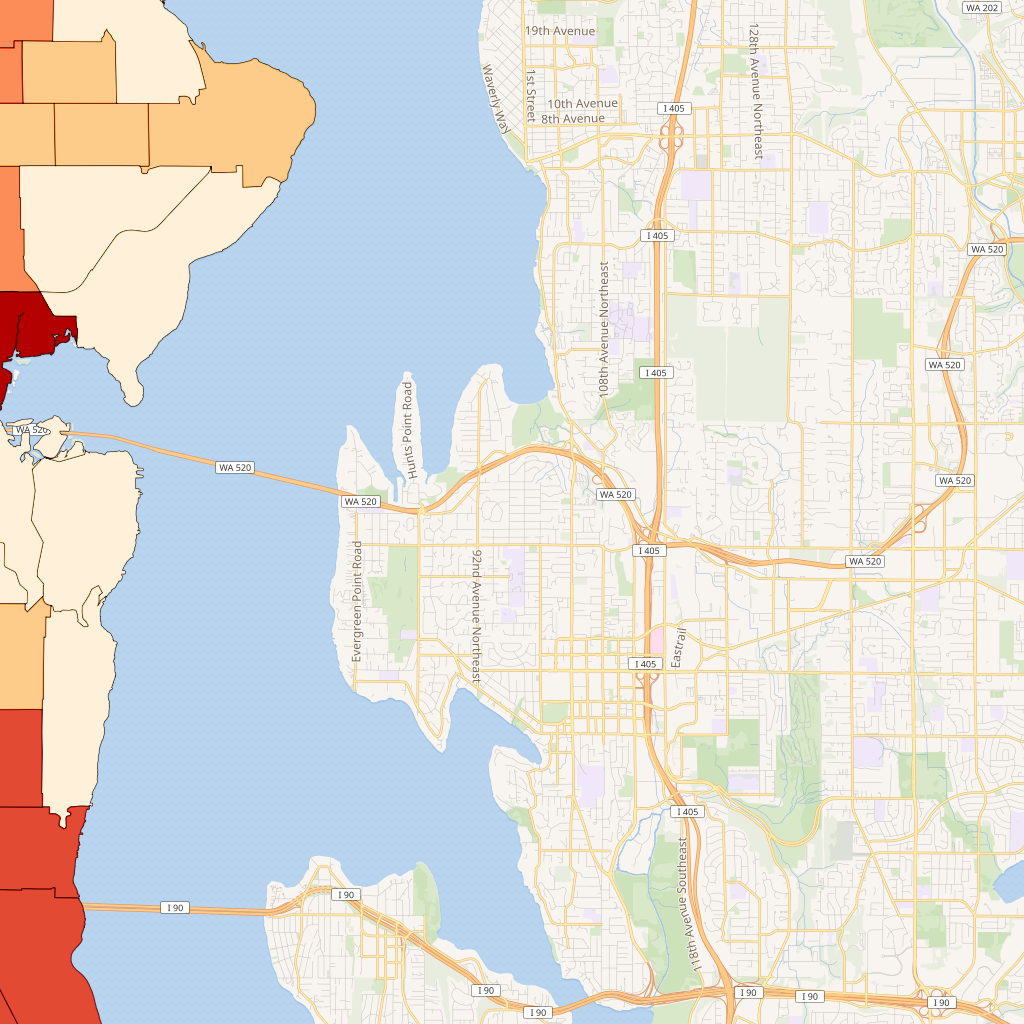 WA 202
19th Avenue
128th Avenue Northeast
Waverly Way
1st Street
10th Avenue
8th Avenue
I 405
I 405
WA 520
108th Avenue Northeast
I 405
WA 520
Hunts Point Road
WA 520
WA 520
WA 520
WA 520
WA 520
I 405
WA 520
Evergreen Point Road
92nd Avenue Northeast
Eastrail
I 405
I 405
118th Avenue Southeast
I 90
I 90
I 90
I 90
I 90
I 90
I 90